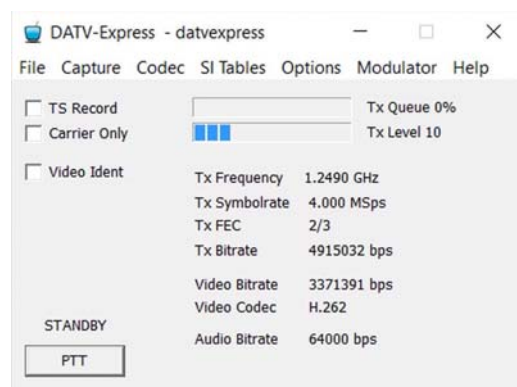 DATV-Express - datvexpress
File Capture Codec SI Tables Options Modulator Help
TS Record Tx Queue 0%
Carrier Only Tx Level 10
Video Ident
Tx Frequency 1.2490 GHz
Tx Symbolrate 4.000 MSps
Tx FEC 2/3
Tx Bitrate 4915032 bps
Video Bitrate 3371391 bps
Video Codec H.262
STANDBY
Audio Bitrate 64000 bps
PTT